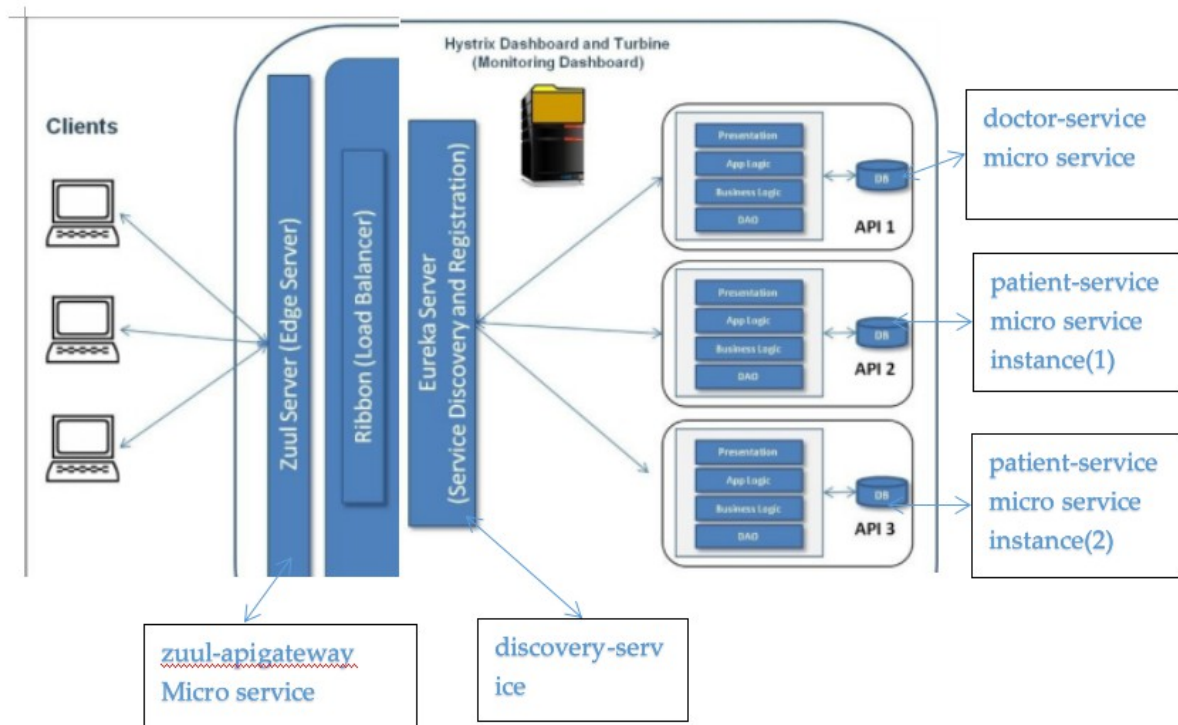 Hystrix Dashboard and Turbine
(Monitoring Dashboard)
Clients
Zuul Server (Edge Server)
Ribbon (Load Balancer)
Eureka Server
(Service Discovery and Registration)
Presentation
App Logic
Business Logic
DAO
DB
API 1
doctor-service
micro service
Presentation
App Logic
Business Logic
DAO
DB
API 2
patient-service
micro service
instance(1)
Presentation
App Logic
Business Logic
DAO
DB
API 3
patient-service
micro service
instance(2)
zuul-apigateway
Micro service
discovery-serv
ice